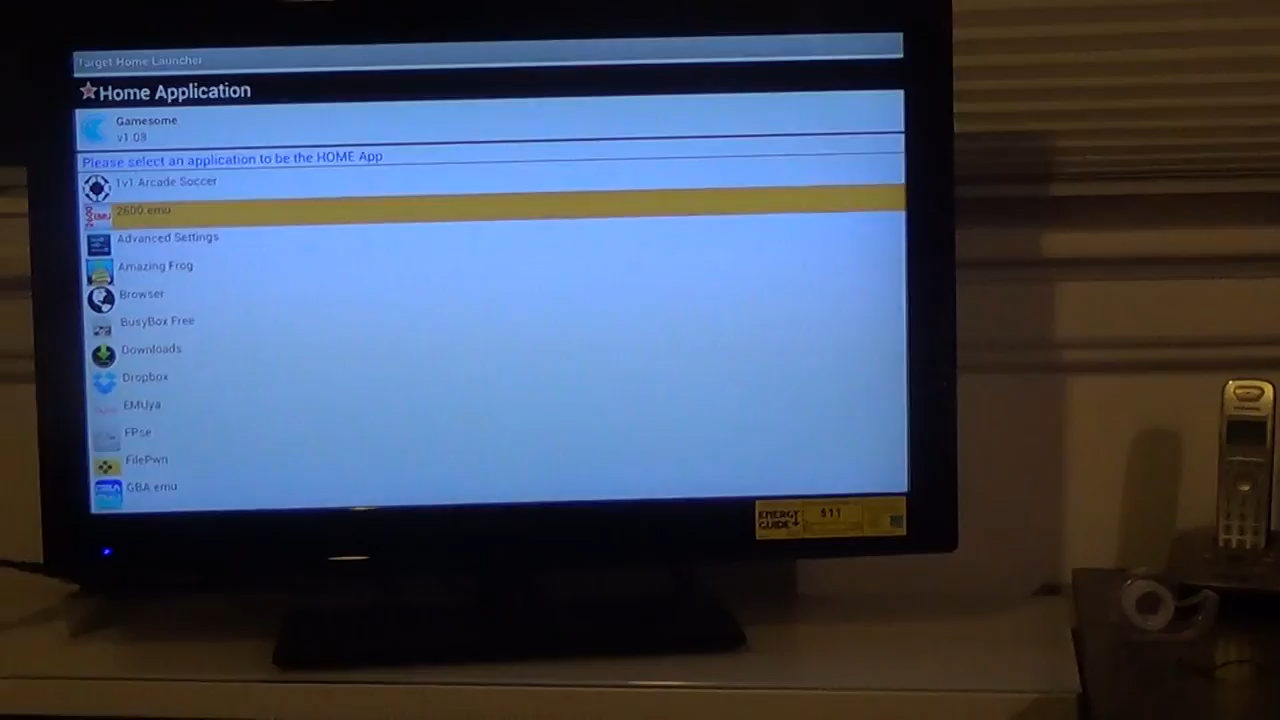 Target Home Launcher
Home Application
Gamesome
v1.08
Please select an application to be the HOME App
1v1 Arcade Soccer
2600.emu
Advanced Settings
Amazing Frog
Browser
BusyBox Free
Downloads
Dropbox
EMUya
FPse
FilePwn
GBA emu
ENERGY
GUIDE
$11